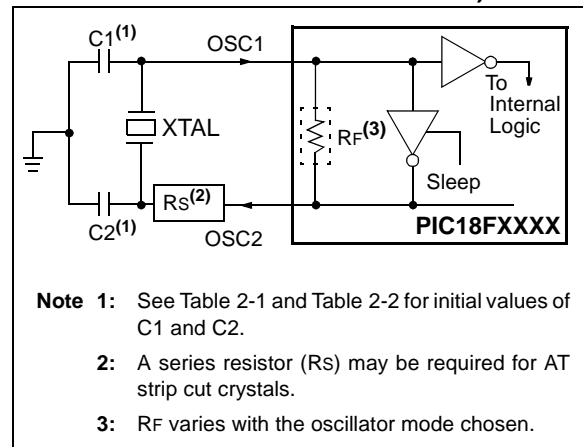 C1(1)
OSC1
To
Internal
Logic
XTAL
RF(3)
Sleep
RS(2)
C2(1)
OSC2
PIC18FXXXX
Note 1: See Table 2-1 and Table 2-2 for initial values of
C1 and C2.
2: A series resistor (RS) may be required for AT
strip cut crystals.
3: RF varies with the oscillator mode chosen.